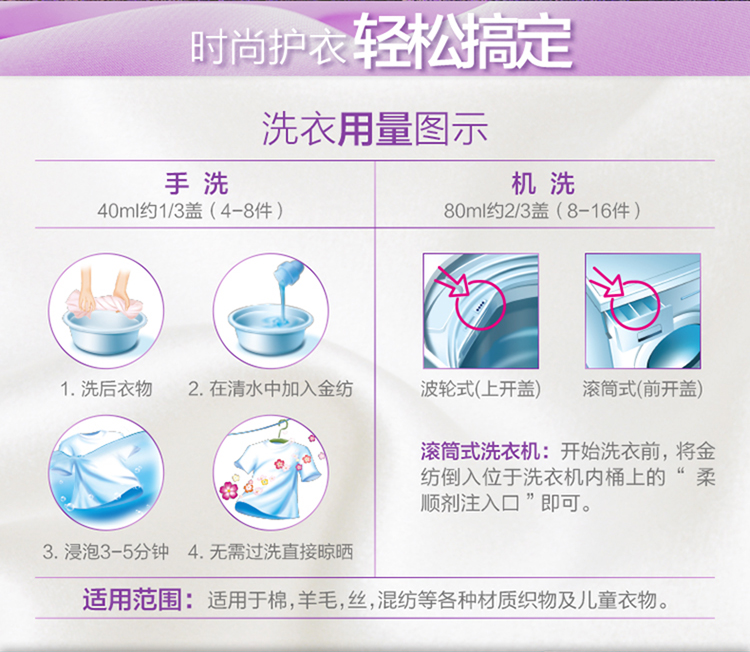 时尚护衣轻松搞定
洗衣用量图示
手 洗
40ml约1/3盖(4-8件)
机 洗
80ml约2/3盖(8-16件)
1. 洗后衣物
2. 在清水中加入金纺
3. 浸泡3-5分钟
4. 无需过洗直接晾晒
波轮式(上开盖)
滚筒式(前开盖)
滚筒式洗衣机：开始洗衣前，将金
纺倒入位于洗衣机内桶上的“ 柔
顺剂注入口”即可。
适用范围：适用于棉,羊毛,丝,混纺等各种材质织物及儿童衣物。